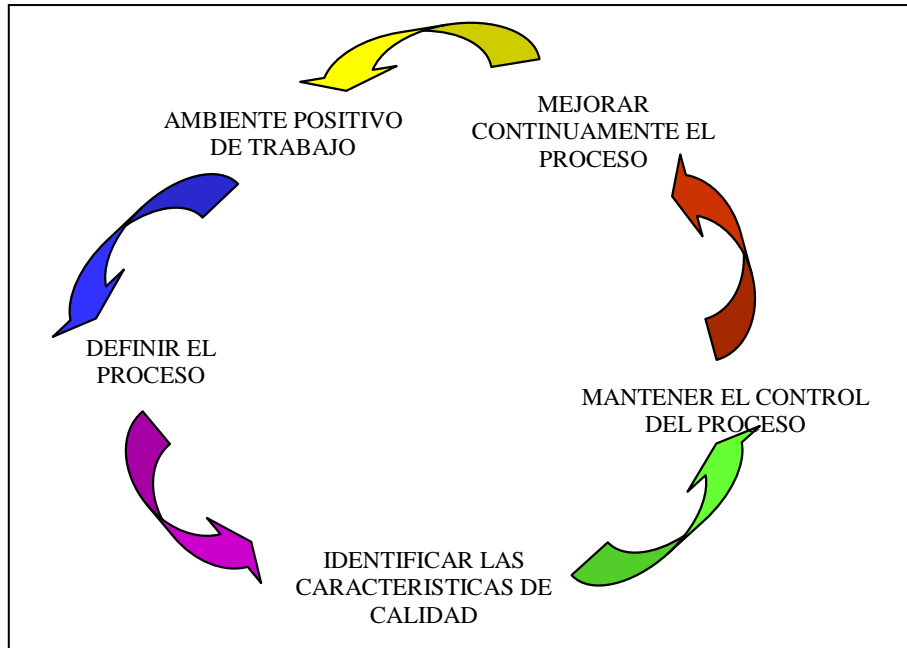 AMBIENTE POSITIVO
DE TRABAJO
MEJORAR
CONTINUAMENTE EL
PROCESO
DEFINIR EL
PROCESO
MANTENER EL CONTROL
DEL PROCESO
IDENTIFICAR LAS
CARACTERISTICAS DE
CALIDAD